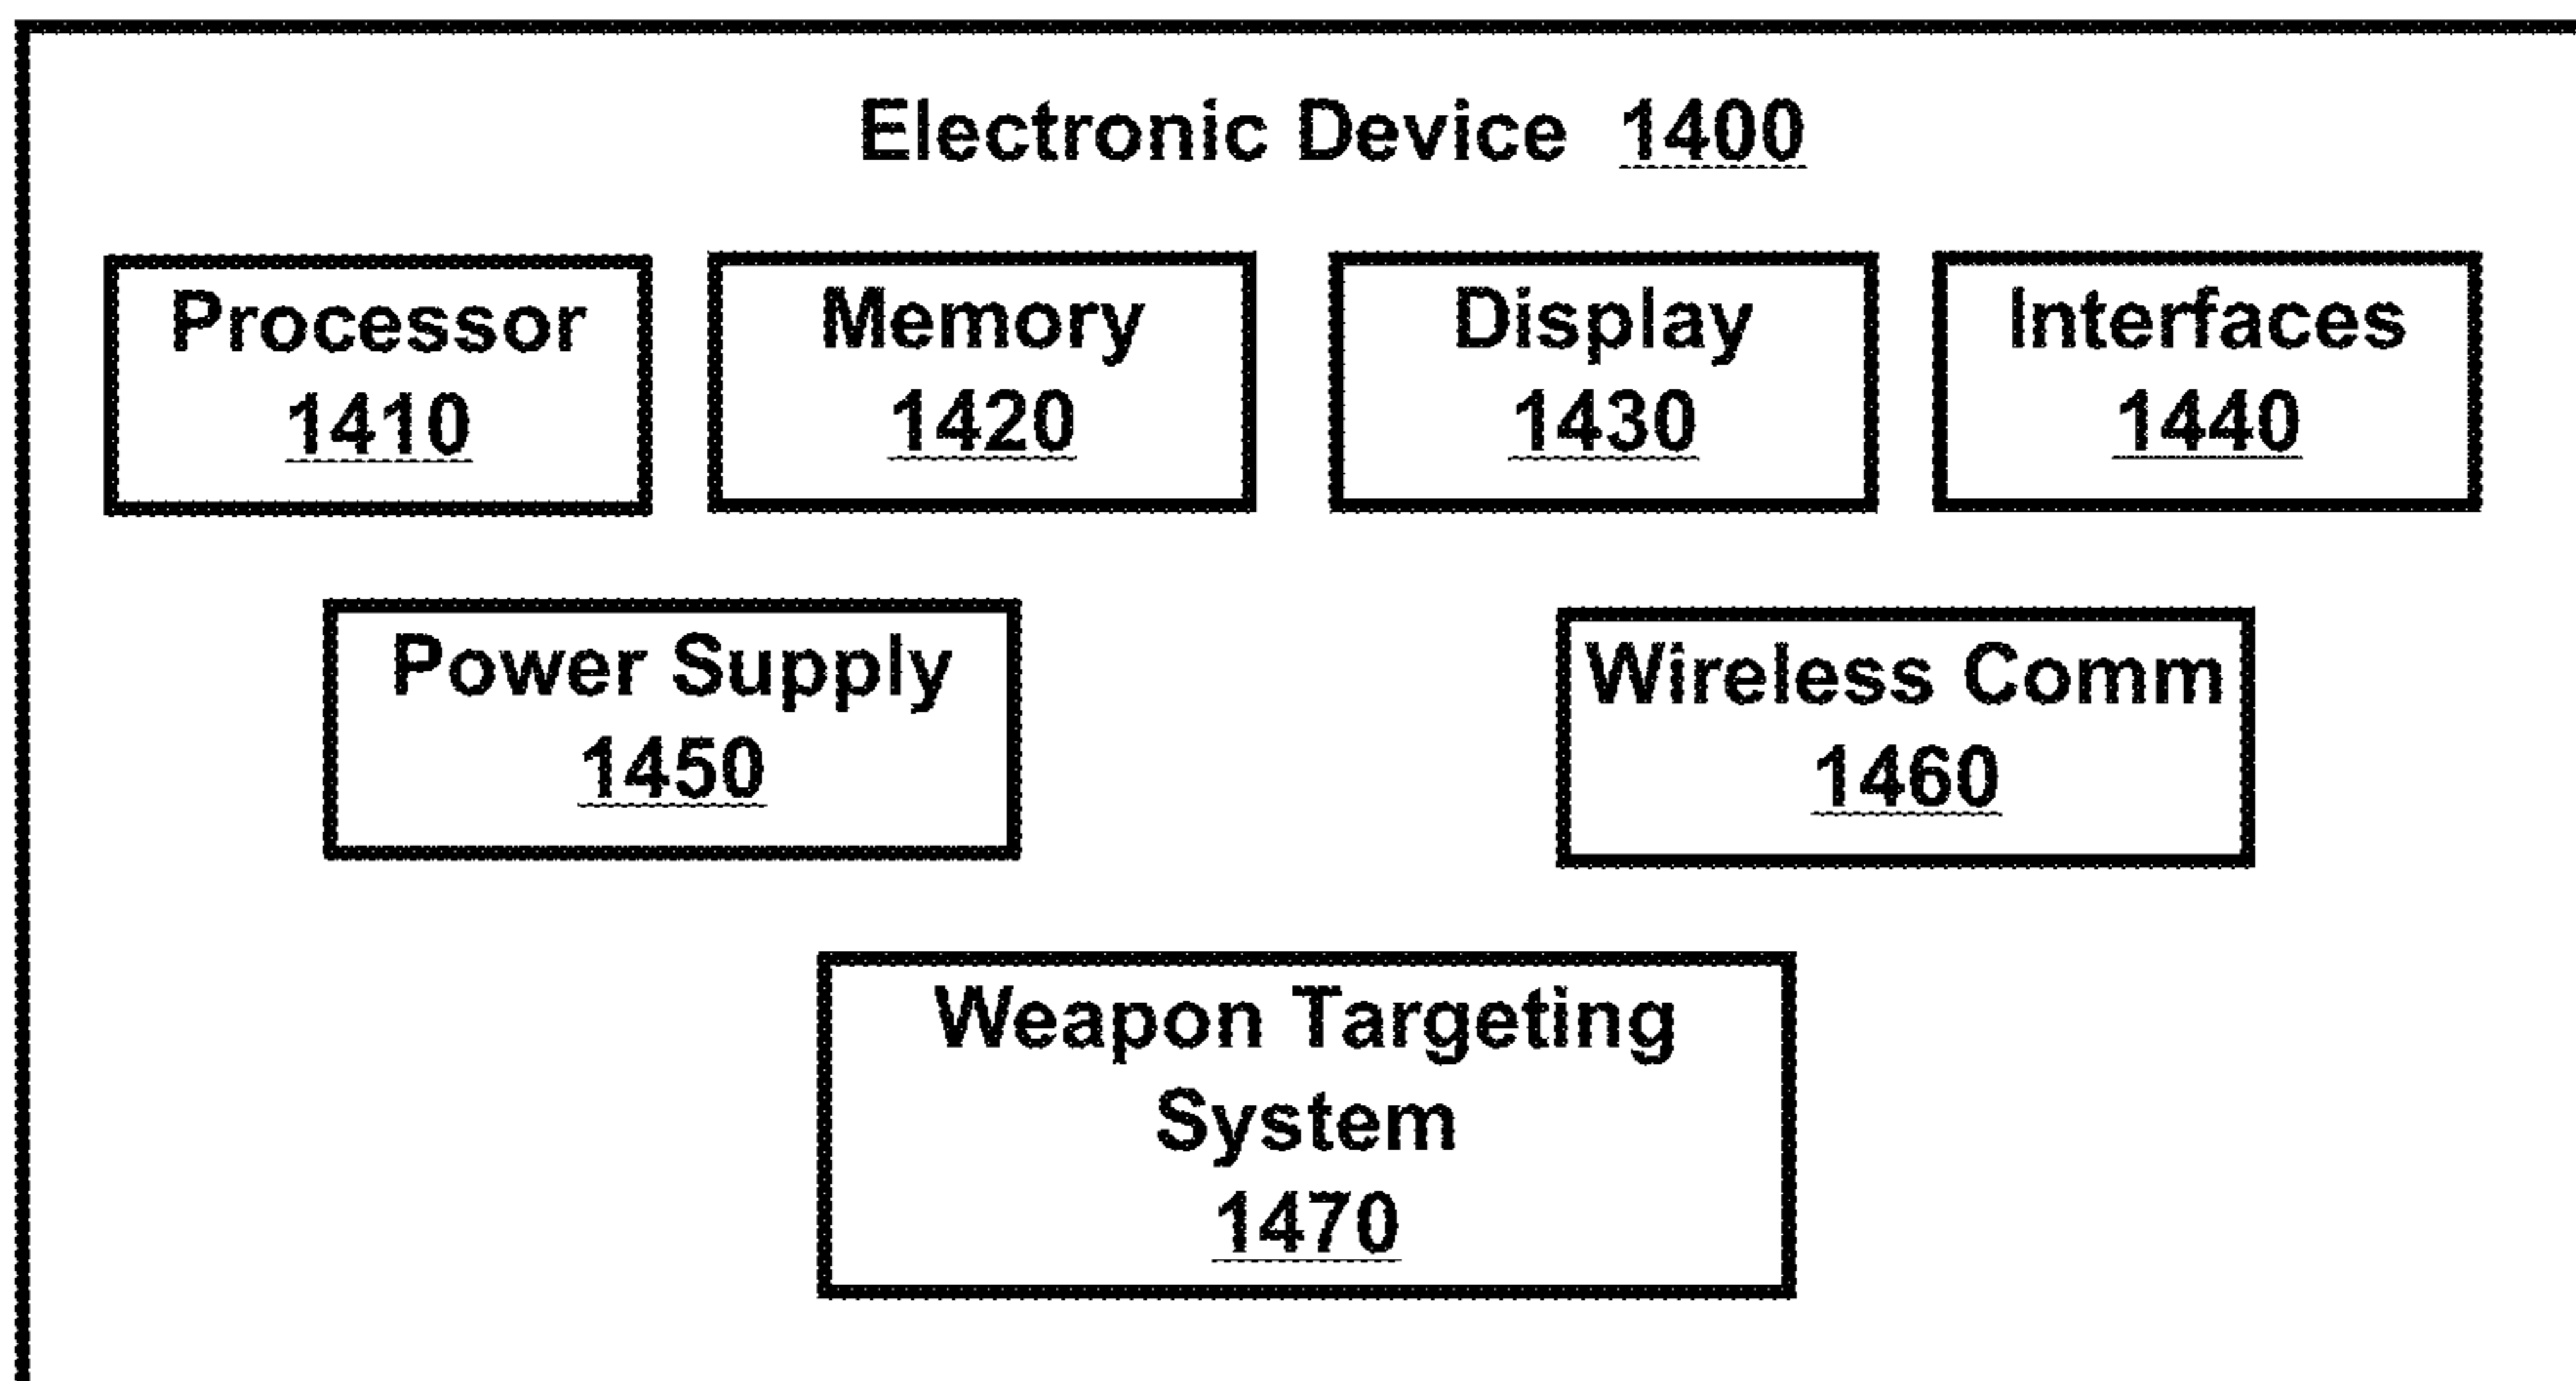 Electronic Device 1400
Processor
1410
Memory
1420
Display
1430
Interfaces
1440
Power Supply
1450
Wireless Comm
1460
Weapon Targeting
System
1470